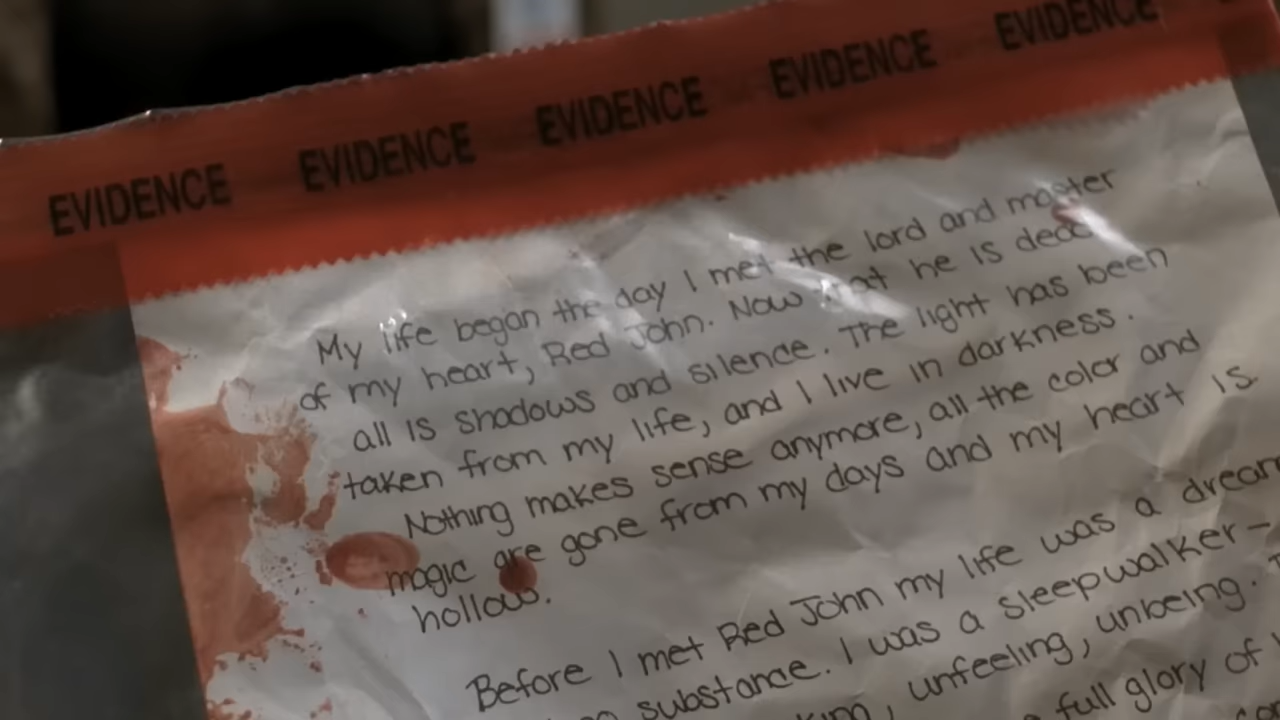 EVIDENCE EVIDENCE EVIDENCE EVIDENCE EVIDENCE
My life began the day I met the lord and master
of my heart, Red John. Now that he is dead
all is shadows and silence. The light has been
taken from my life, and I live in darkness.
Nothing makes sense anymore, all the color and
magic are gone from my days and my heart is
hollow.
Before I met Red John my life was a dream
substance. I was a sleepwalker-
, unfeeling, unbeing.
full glory of